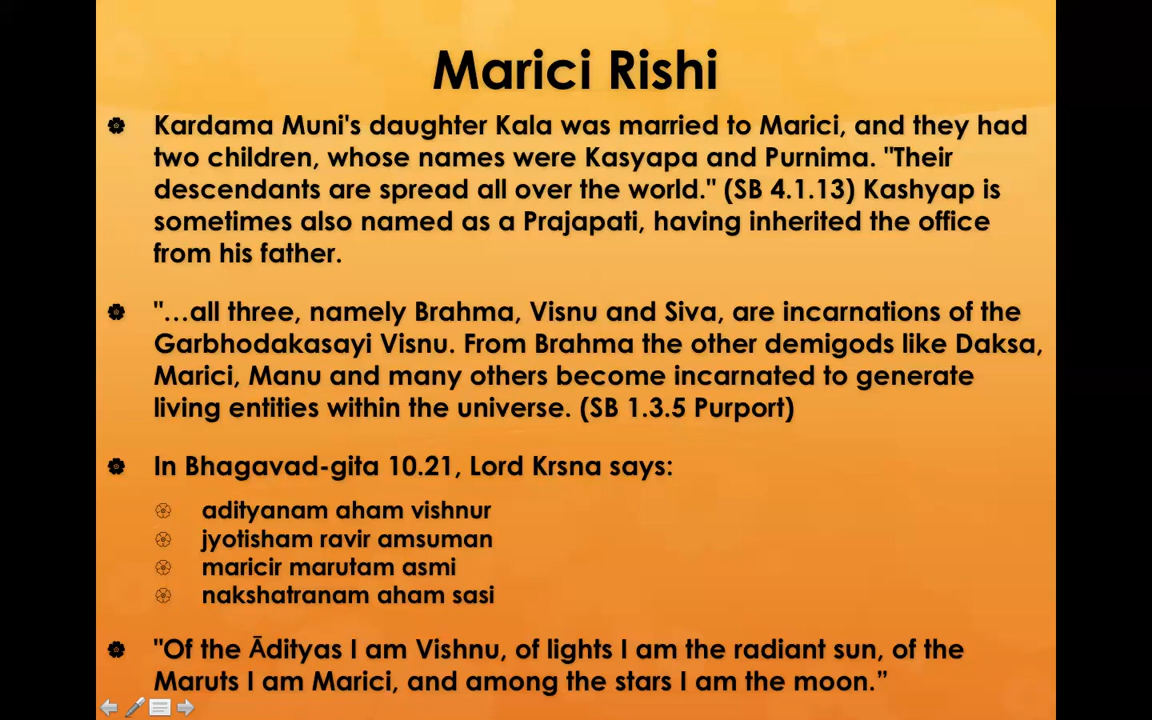 Marici Rishi
Kardama Muni's daughter Kala was married to Marici, and they had
two children, whose names were Kasyapa and Purnima. "Their
descendants are spread all over the world." (SB 4.1.13) Kashyap is
sometimes also named as a Prajapati, having inherited the office
from his father.
"…all three, namely Brahma, Visnu and Siva, are incarnations of the
Garbhodakasayi Visnu. From Brahma the other demigods like Daksa,
Marici, Manu and many others become incarnated to generate
living entities within the universe. (SB 1.3.5 Purport)
In Bhagavad-gita 10.21, Lord Krsna says:
adityanam aham vishnur
jyotisham ravir amsuman
maricir marutam asmi
nakshatranam aham sasi
"Of the Ādityas I am Vishnu, of lights I am the radiant sun, of the
Maruts I am Marici, and among the stars I am the moon.”